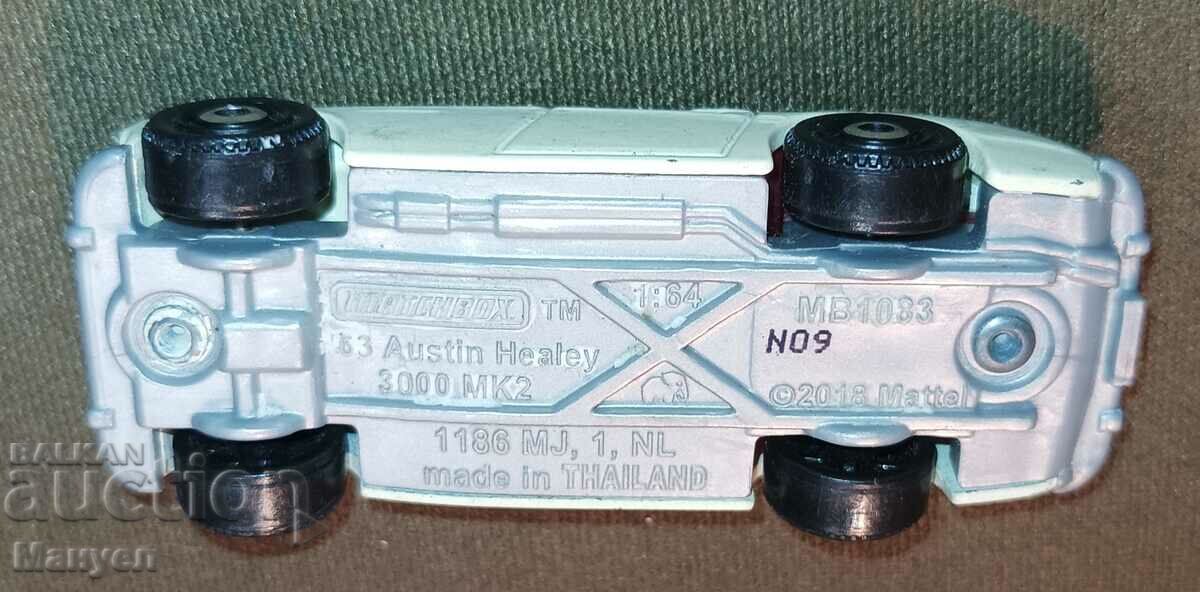 MATCHBOX TM
1:64
MB1083
N09
'63 Austin Healey
3000 MK2
©2018 Mattel
1186 MJ, 1, NL
made in THAILAND
BALKAN
auction
Мануел